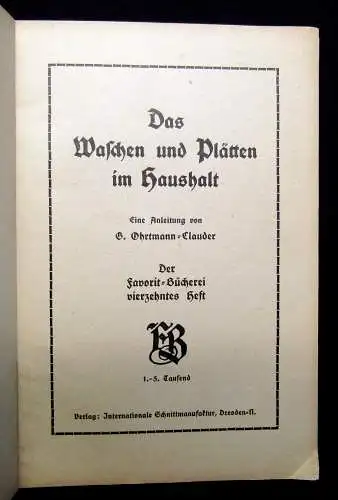 Das
Waſchen und Plätten
im Haushalt
Eine Anleitung von
G. Ohrtmann-Clauder
Der
Favorit-Bücherei
vierzehntes Heft
FB
1.-5. Tauſend
Verlag: Internationale Schnittmanufaktur, Dresden-N.